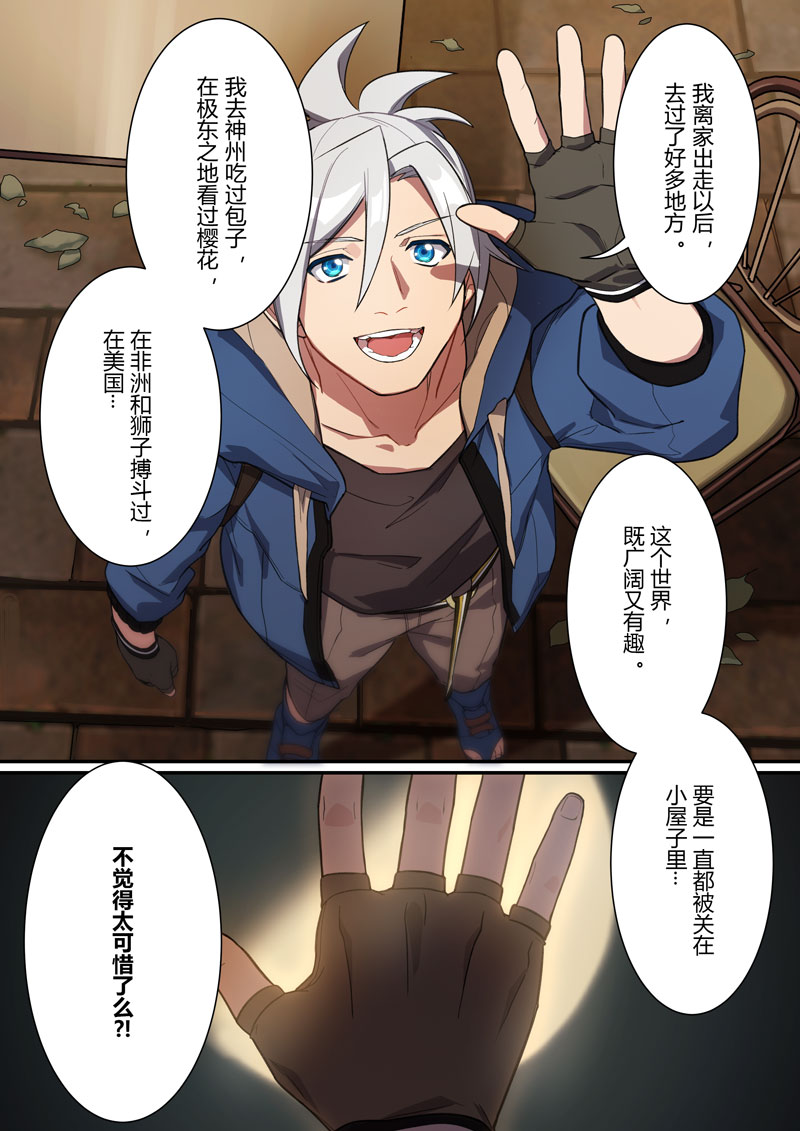 我离家出走以后，
去过了好多地方。
我去神州吃过包子，
在极东之地看过樱花，
在非洲和狮子搏斗过，
在美国…
这个世界，
既广阔又有趣。
要是一直都被关在
小屋子里…
不觉得太可惜了么?!